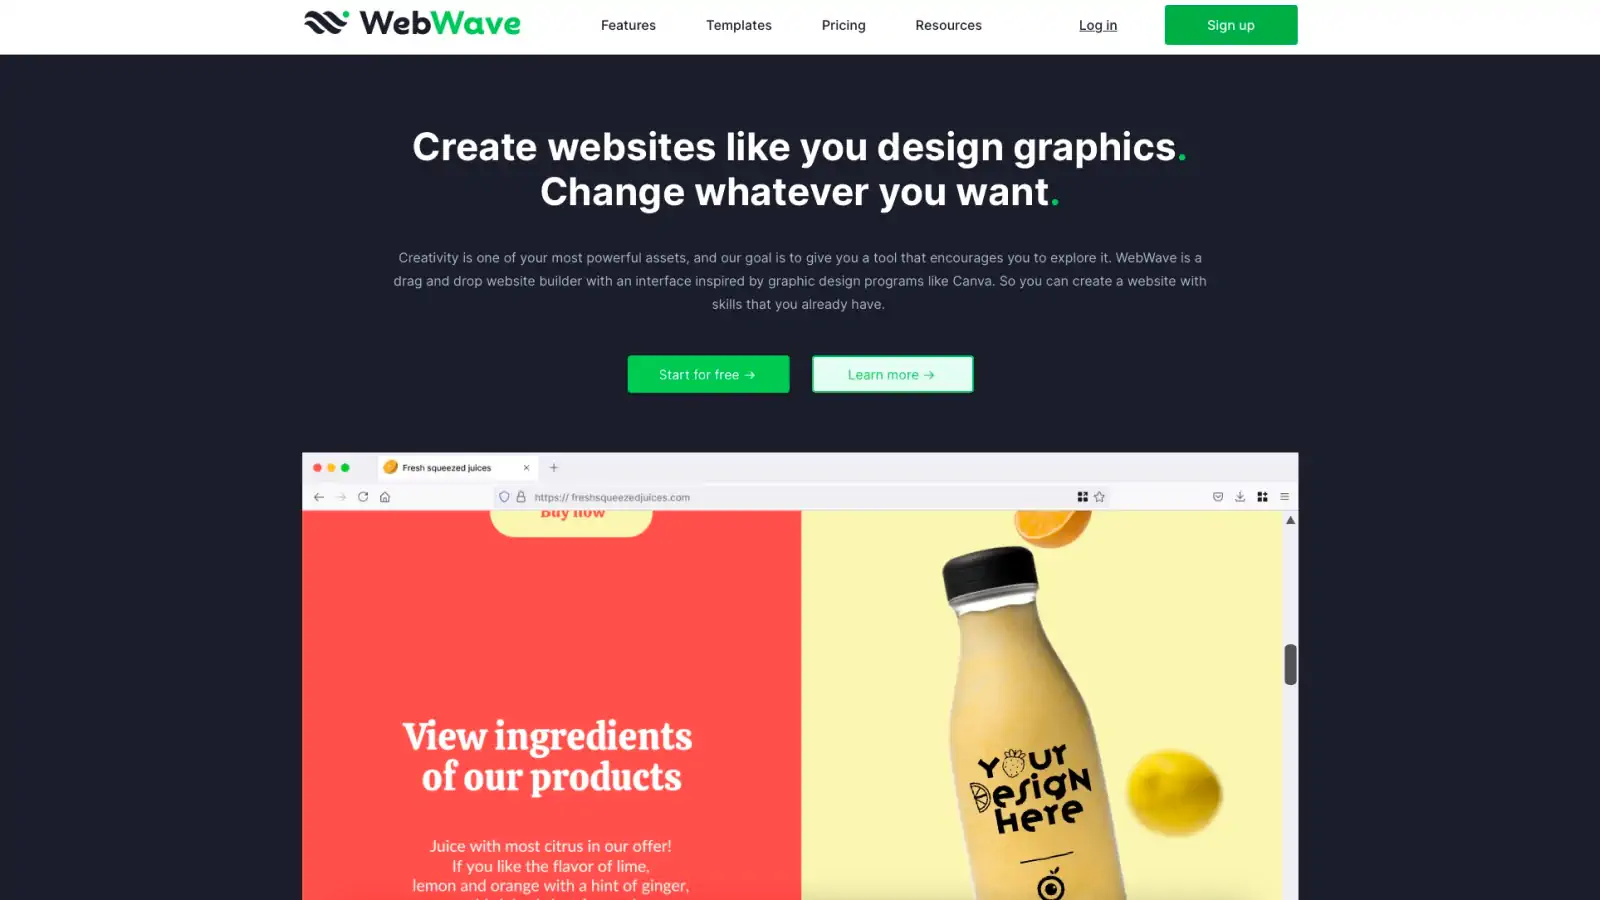 WebWave
Features
Templates
Pricing
Resources
Log in
Sign up
Create websites like you design graphics.
Change whatever you want.
Creativity is one of your most powerful assets, and our goal is to give you a tool that encourages you to explore it. WebWave is a
drag and drop website builder with an interface inspired by graphic design programs like Canva. So you can create a website with
skills that you already have.
Start for free →
Learn more →
Fresh squeezed juices
https:// freshsqueezedjuices.com
Buy now
View ingredients
of our products
Juice with most citrus in our offer!
If you like the flavor of lime,
lemon and orange with a hint of ginger,
Your
Design
Here